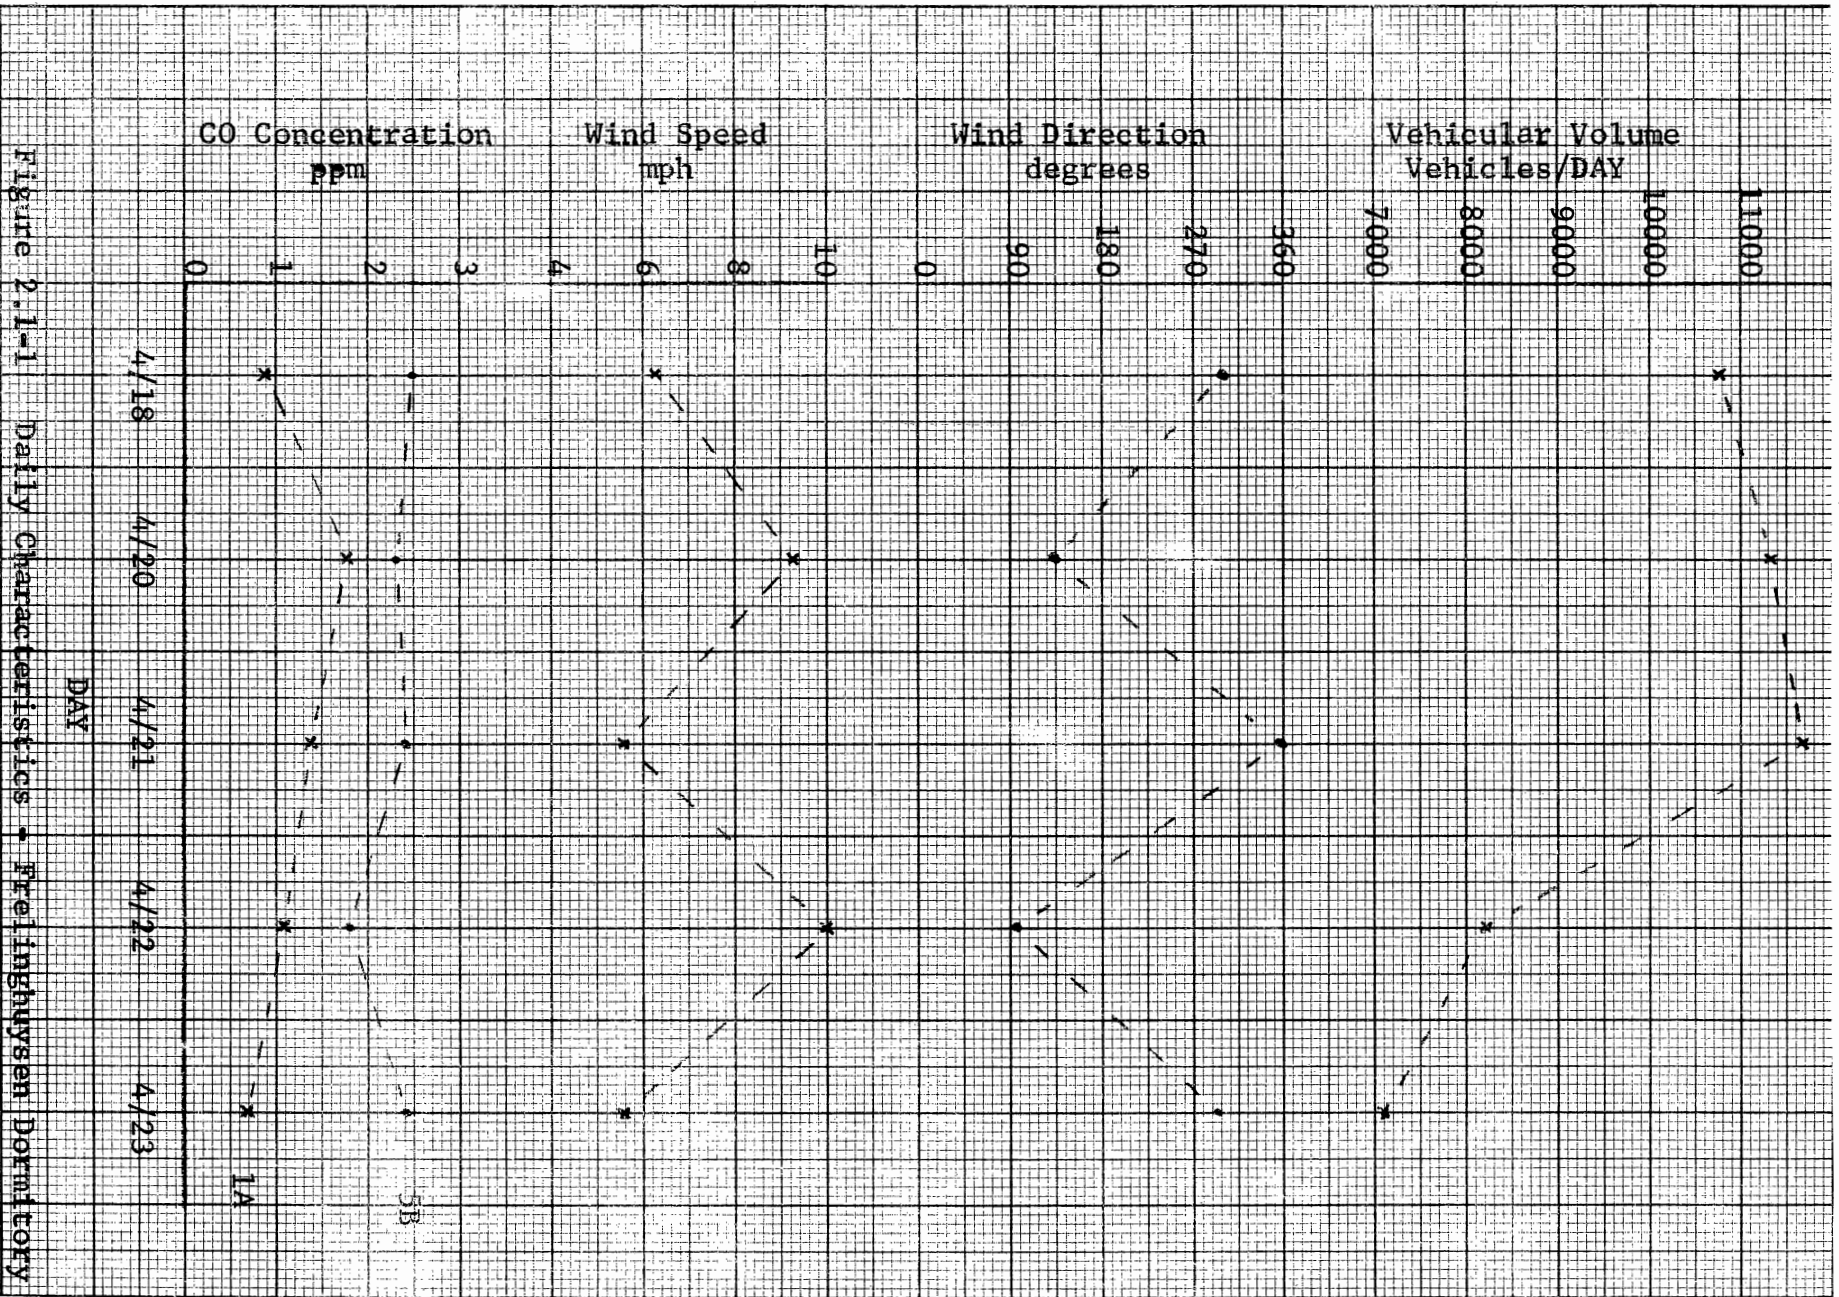 CO Concentration
ppm
Wind Speed
mph
Wind Direction
degrees
Vehicular Volume
Vehicles/DAY
0
1
2
3
4
6
8
10
0
90
180
270
360
7000
8000
9000
10000
11000
4/18
4/20
4/21
4/22
4/23
1A
5B
DAY
Figure 2.1-1 Daily Characteristics - Frelinghuysen Dormitory